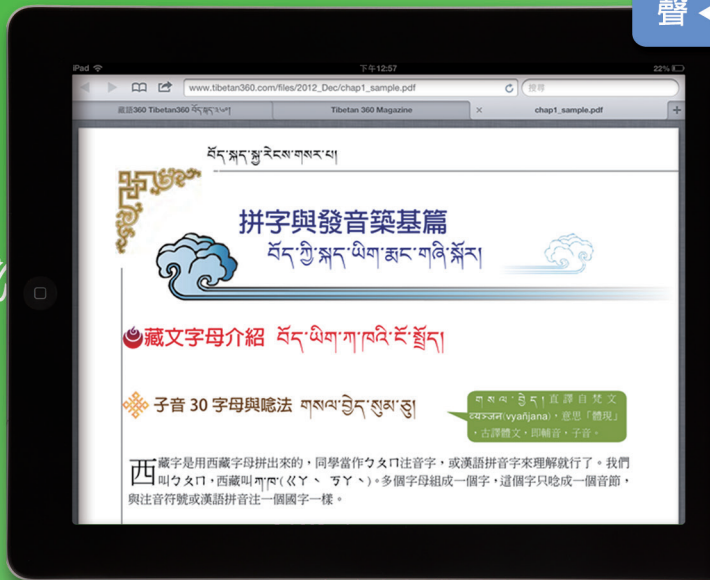 聲
iPad
下午12:57
22%
www.tibetan360.com/files/2012_Dec/chap1_sample.pdf
搜尋
藏語360 Tibetan360
Tibetan 360 Magazine
chap1_sample.pdf
བོད་སྐད་སྐྱ་རེངས་གསར་པ།
拼字與發音築基篇
བོད་ཀྱི་སྐད་ཡིག་རྨང་གཞི་སྐོར།
藏文字母介紹 བོད་ཡིག་ཀ་ཁའི་ངོ་སྤྲོད།
子音 30 字母與唸法 གསལ་བྱེད་སུམ་ཅུ།
གསལ་བྱེད། 直譯自梵文
व्यञ्जन(vyañjana)，意思「體現」
，古譯體文，即輔音，子音。
西藏字是用西藏字母拼出來的，同學當作ㄅㄆㄇ注音字，或漢語拼音字來理解就行了。我們
叫ㄅㄆㄇ，西藏叫ཀ་ཁ་(ㄍㄚˋ ㄎㄚˋ)。多個字母組成一個字，這個字只唸成一個音節，
與注音符號或漢語拼音注一個國字一樣。